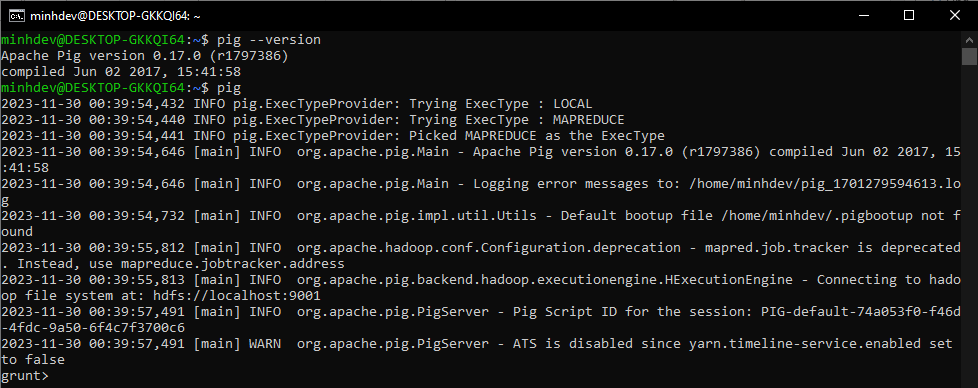 minhdev@DESKTOP-GKKQI64: ~
minhdev@DESKTOP-GKKQI64:~$ pig --version
Apache Pig version 0.17.0 (r1797386)
compiled Jun 02 2017, 15:41:58
minhdev@DESKTOP-GKKQI64:~$ pig
2023-11-30 00:39:54,432 INFO pig.ExecTypeProvider: Trying ExecType : LOCAL
2023-11-30 00:39:54,440 INFO pig.ExecTypeProvider: Trying ExecType : MAPREDUCE
2023-11-30 00:39:54,441 INFO pig.ExecTypeProvider: Picked MAPREDUCE as the ExecType
2023-11-30 00:39:54,646 [main] INFO  org.apache.pig.Main - Apache Pig version 0.17.0 (r1797386) compiled Jun 02 2017, 15
:41:58
2023-11-30 00:39:54,646 [main] INFO  org.apache.pig.Main - Logging error messages to: /home/minhdev/pig_1701279594613.lo
g
2023-11-30 00:39:54,732 [main] INFO  org.apache.pig.impl.util.Utils - Default bootup file /home/minhdev/.pigbootup not f
ound
2023-11-30 00:39:55,812 [main] INFO  org.apache.hadoop.conf.Configuration.deprecation - mapred.job.tracker is deprecated
. Instead, use mapreduce.jobtracker.address
2023-11-30 00:39:55,813 [main] INFO  org.apache.pig.backend.hadoop.executionengine.HExecutionEngine - Connecting to hado
op file system at: hdfs://localhost:9001
2023-11-30 00:39:57,491 [main] INFO  org.apache.pig.PigServer - Pig Script ID for the session: PIG-default-74a053f0-f46d
-4fdc-9a50-6f4c7f3700c6
2023-11-30 00:39:57,491 [main] WARN  org.apache.pig.PigServer - ATS is disabled since yarn.timeline-service.enabled set
to false
grunt>